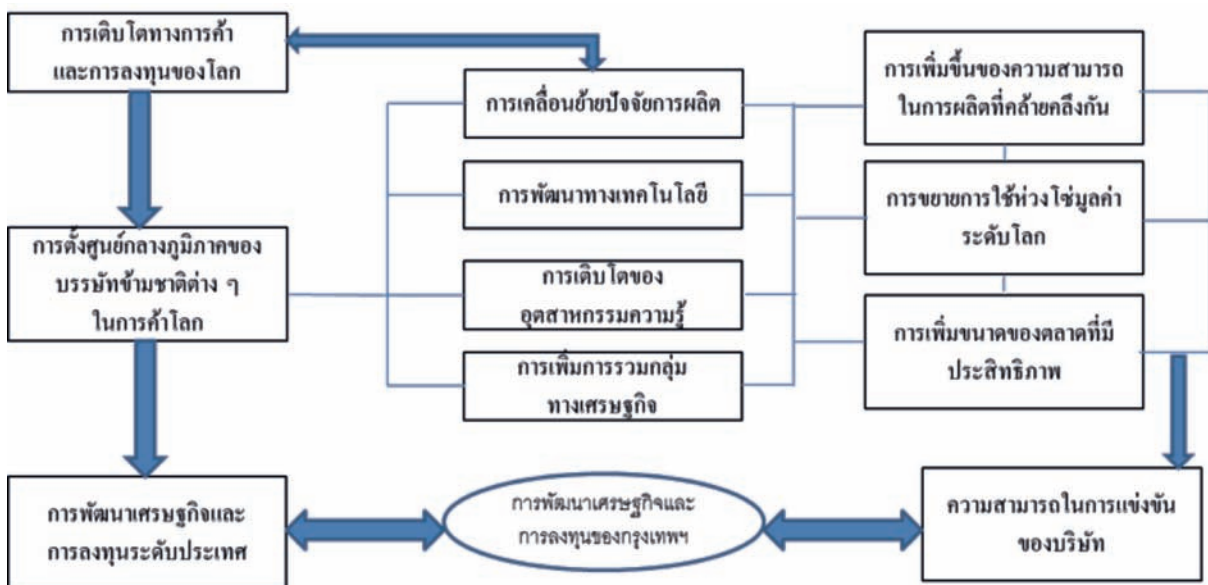 การเติบโตทางการค้า
และการลงทุนของโลก
การตั้งศูนย์กลางภูมิภาคของ
บรรษัทข้ามชาติต่าง ๆ
ในการค้าโลก
การพัฒนาเศรษฐกิจและ
การลงทุนระดับประเทศ
การเคลื่อนย้ายปัจจัยการผลิต
การพัฒนาทางเทคโนโลยี
การเติบโตของ
อุตสาหกรรมความรู้
การเพิ่มการรวมกลุ่ม
ทางเศรษฐกิจ
การพัฒนาเศรษฐกิจและ
การลงทุนของกรุงเทพฯ
การเพิ่มขึ้นของความสามารถ
ในการผลิตที่คล้ายคลึงกัน
การขยายการใช้ห่วงโซ่มูลค่า
ระดับโลก
การเพิ่มขนาดของตลาดที่มี
ประสิทธิภาพ
ความสามารถในการแข่งขัน
ของบริษัท